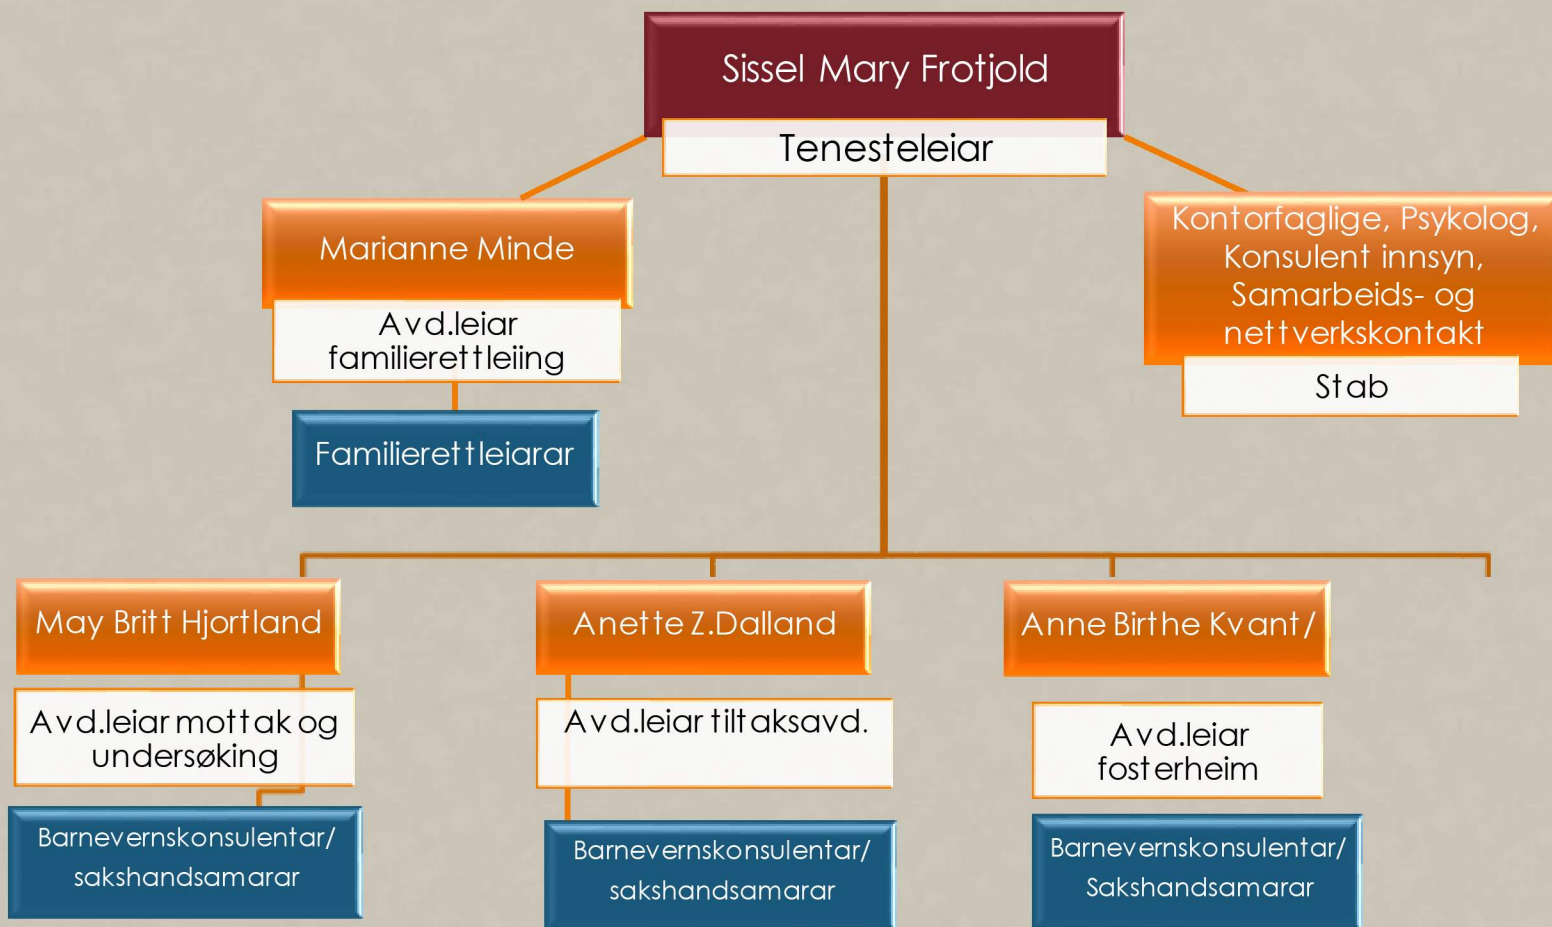 Sissel Mary Frotjold
Tenesteleiar
Marianne Minde
Avd.leiar
familierettleiing
Familierettleiarar
Kontorfaglige, Psykolog,
Konsulent innsyn,
Samarbeids- og
nettverkskontakt
Stab
May Britt Hjortland
Avd.leiar mottak og
undersøking
Barnevernskonsulentar/
sakshandsamarar
Anette Z.Dalland
Avd.leiar tiltaksavd.
Barnevernskonsulentar/
sakshandsamarar
Anne Birthe Kvant/
Avd.leiar
fosterheim
Barnevernskonsulentar/
Sakshandsamarar